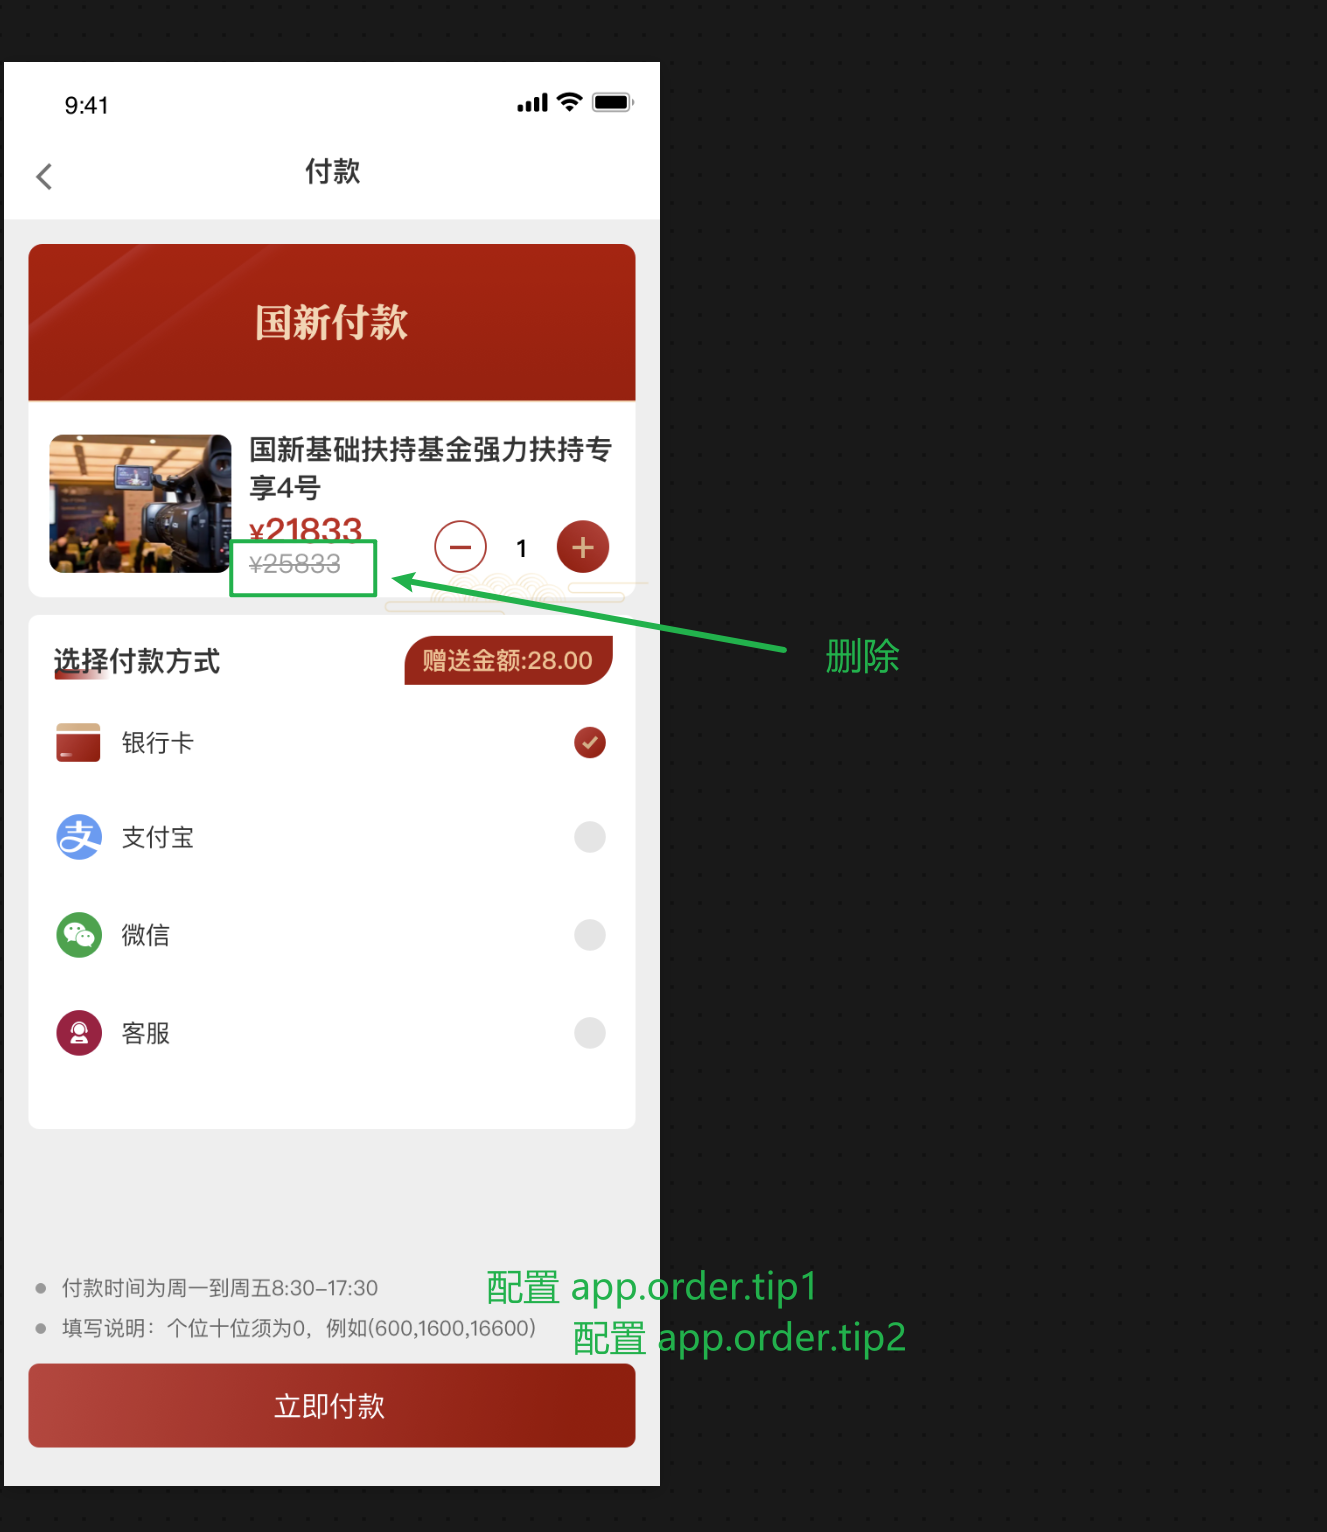 9:41
付款
国新付款
国新基础扶持基金强力扶持专
享4号
¥21833
¥25833
1
删除
选择付款方式
赠送金额:28.00
银行卡
支付宝
微信
客服
付款时间为周一到周五8:30-17:30
配置 app.order.tip1
填写说明：个位十位须为0，例如(600,1600,16600)
配置 app.order.tip2
立即付款